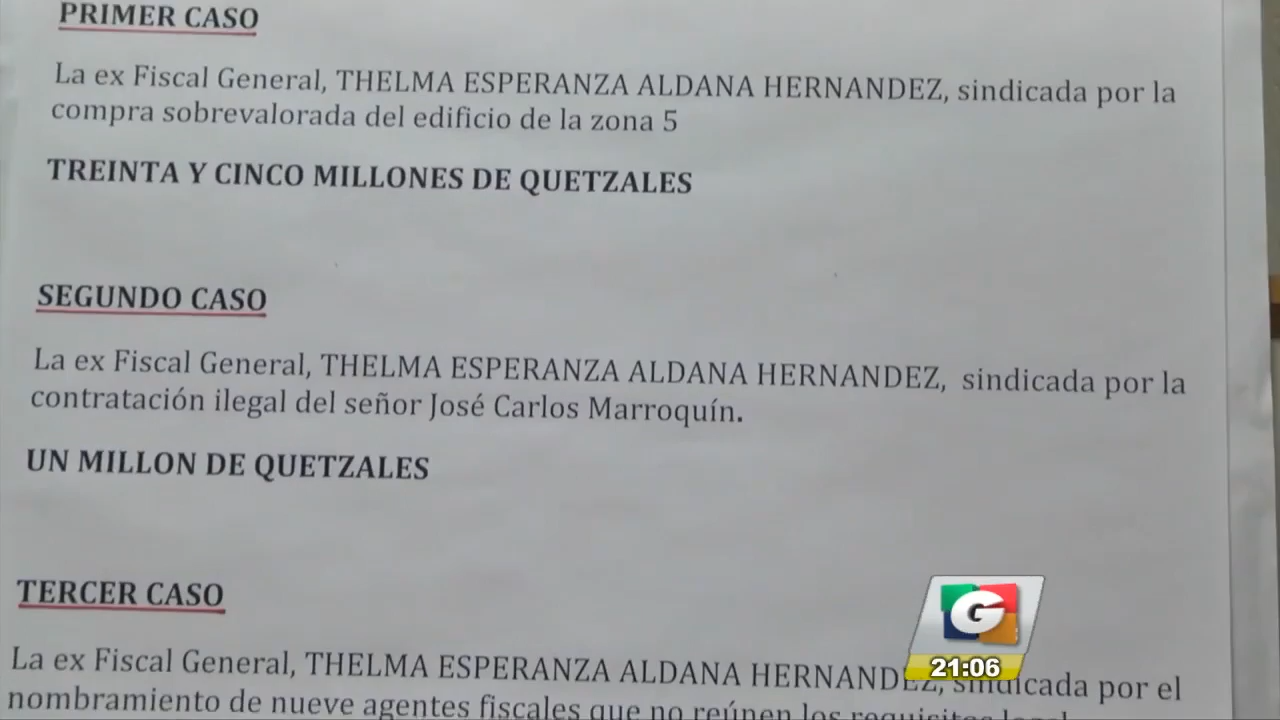 PRIMER CASO
La ex Fiscal General, THELMA ESPERANZA ALDANA HERNANDEZ, sindicada por la
compra sobrevalorada del edificio de la zona 5
TREINTA Y CINCO MILLONES DE QUETZALES
SEGUNDO CASO
La ex Fiscal General, THELMA ESPERANZA ALDANA HERNANDEZ, sindicada por la
contratación ilegal del señor José Carlos Marroquín.
UN MILLON DE QUETZALES
TERCER CASO
La ex Fiscal General, THELMA ESPERANZA ALDANA HERNANDEZ, sindicada por el
nombramiento de nueve agentes fiscales que no reúnen los requisitos
G
21:06